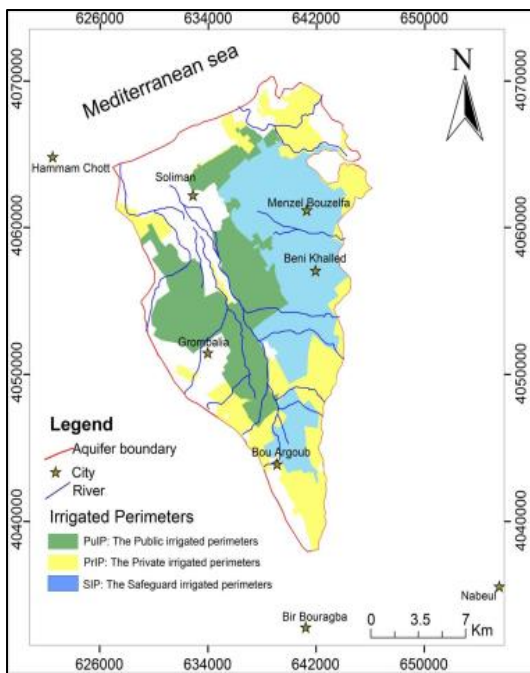 626000 634000 642000 650000
4070000 4070000
Mediterranean sea
N
Hammam Chott
Soliman
Menzel Bouzelfa
4060000 4060000
Beni Khalled
Grombalia
4050000 4050000
Legend
Aquifer boundary
City
River
Bou Argoub
Irrigated Perimeters
4040000 4040000
PuIP: The Public irrigated perimeters
PrIP: The Private irrigated perimeters
SIP: The Safeguard irrigated perimeters
Nabeul
Bir Bouragba
0 3.5 7
Km
626000 634000 642000 650000